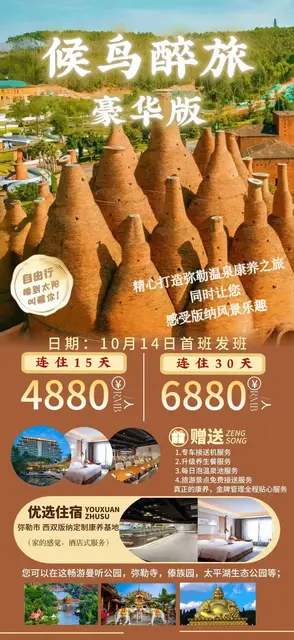 候鸟醉旅
豪华版
自由行
睡到太阳
叫醒你！
精心打造弥勒温泉康养之旅
同时让您
感受版纳风景乐趣
日期：10月14日首班发班
连住15天
4880
¥
RMB
/人
连住30天
6880
¥
RMB
/人
赠送 ZENG SONG
1.专车接送机服务
2.升级养生餐服务
3.每日泡温泉池服务
4.旅游景点免费接送服务
真正的康养，金牌管理全程贴心服务
优选住宿 YOUXUAN ZHUSU
弥勒市 西双版纳定制康养基地
(家的感觉，酒店式服务)
您可以在这畅游曼听公园，弥勒寺，傣族园，太平湖生态公园等；